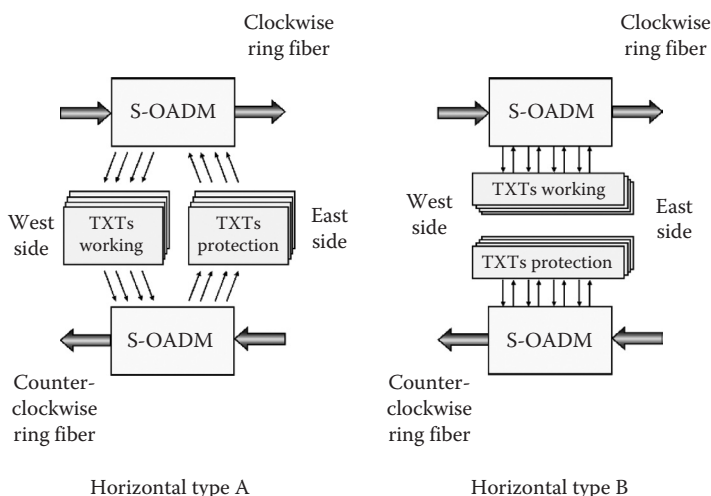 Clockwise
ring fiber
S-OADM
West
side
TXTs
working
TXTs
protection
East
side
S-OADM
Counter-
clockwise
ring fiber
Horizontal type A
Clockwise
ring fiber
S-OADM
TXTs working
West
side
East
side
TXTs protection
S-OADM
Counter-
clockwise
ring fiber
Horizontal type B